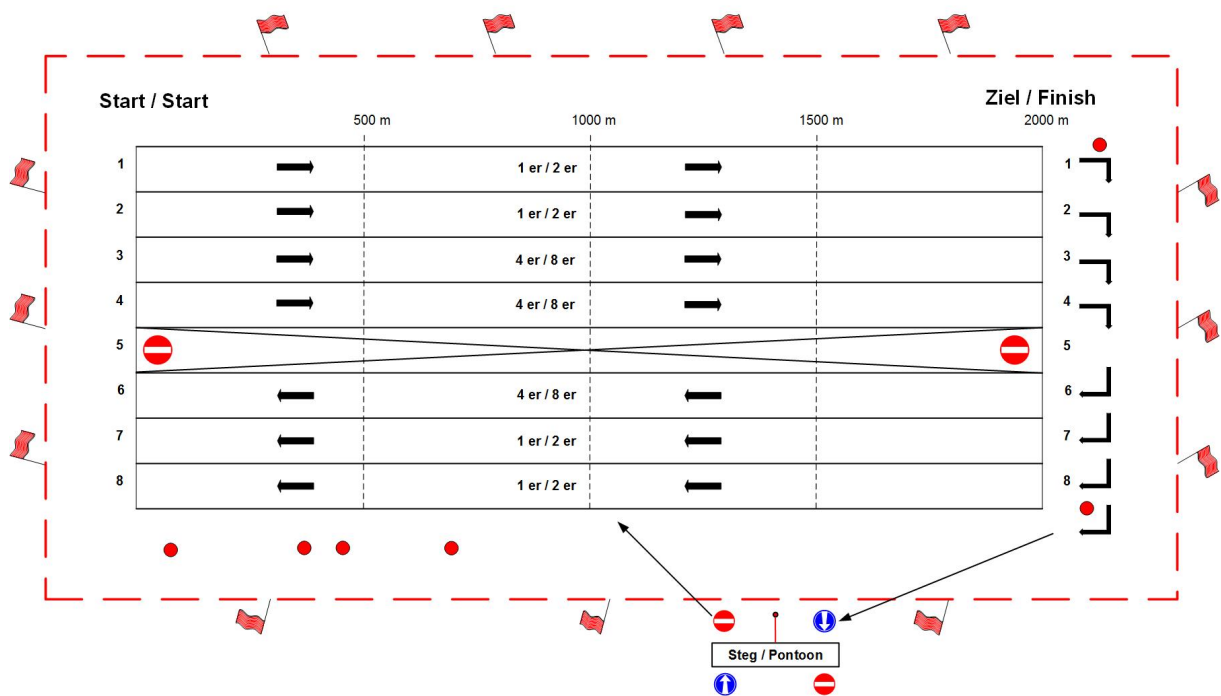 Start / Start
Ziel / Finish
500 m
1000 m
1500 m
2000 m
1
1 er / 2 er
1
2
1 er / 2 er
2
3
4 er / 8 er
3
4
4 er / 8 er
4
5
5
6
4 er / 8 er
6
7
1 er / 2 er
7
8
1 er / 2 er
8
Steg / Pontoon